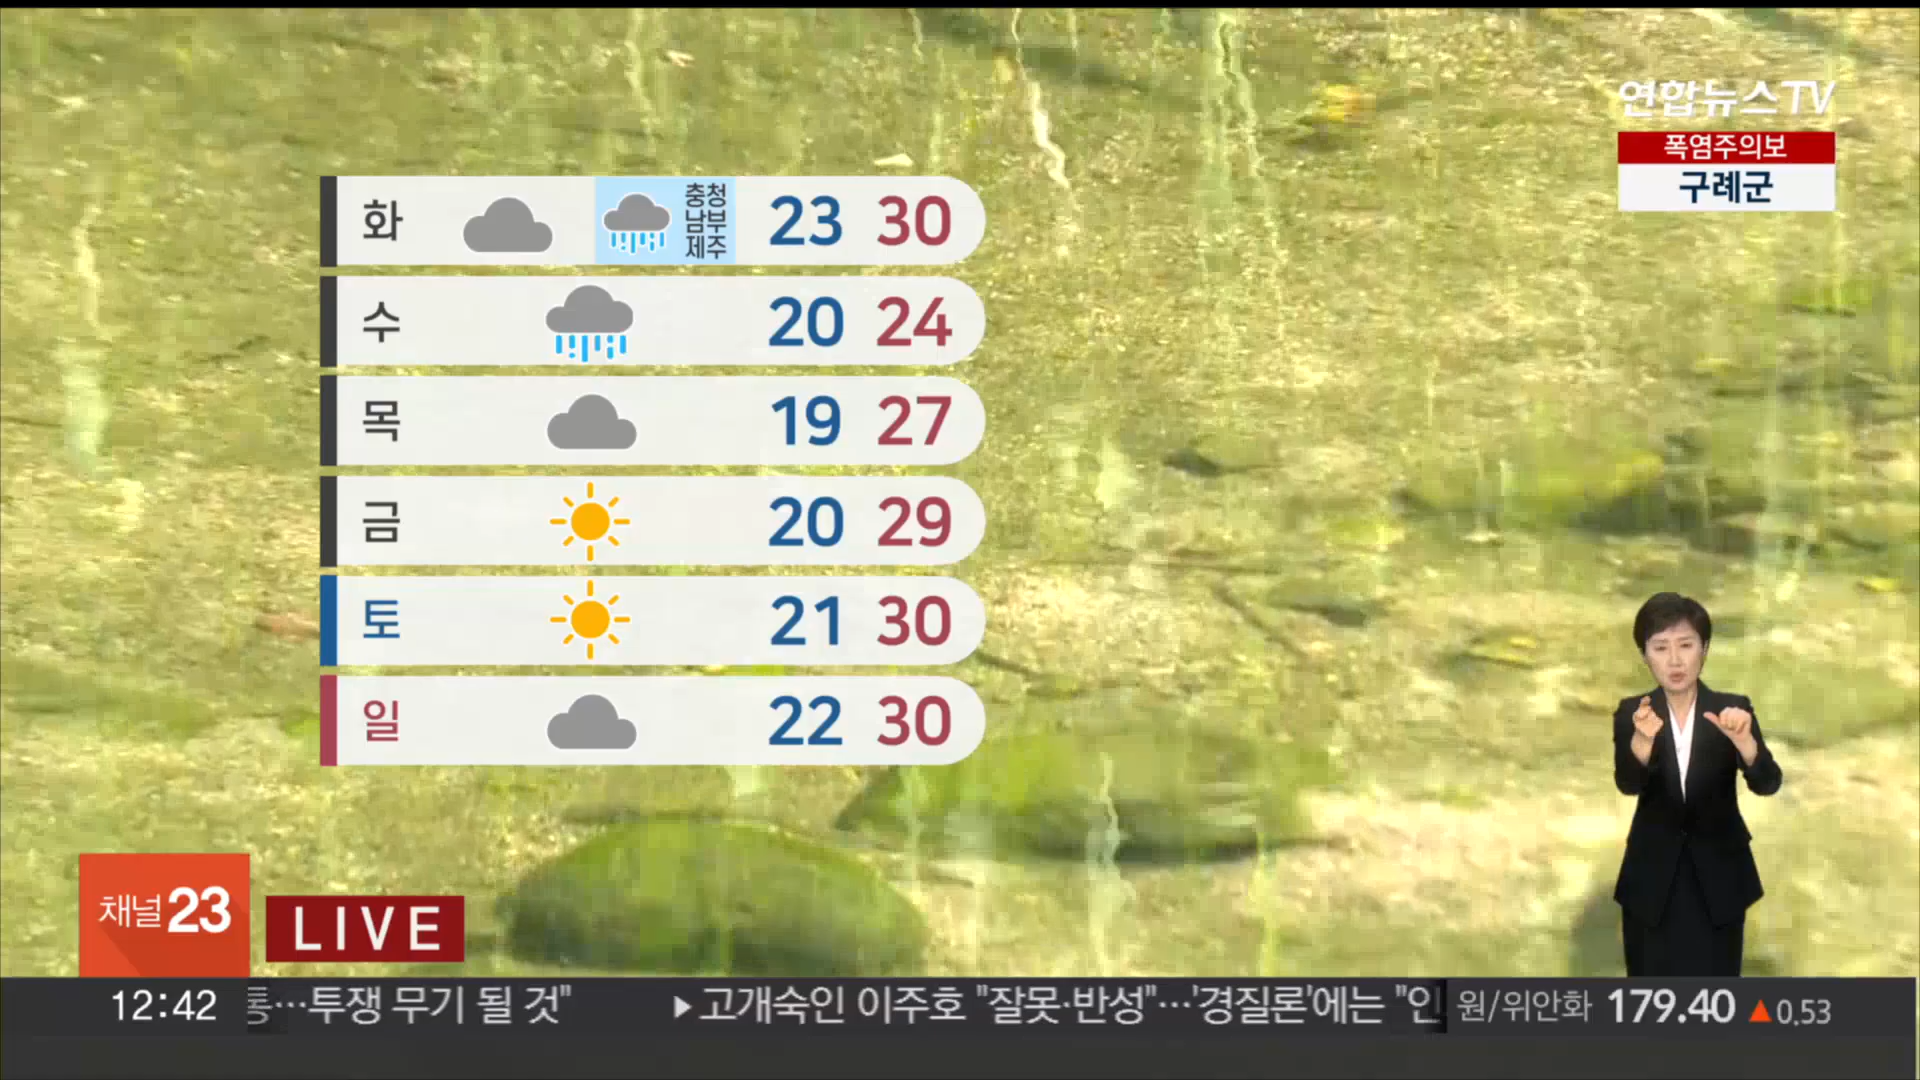 연합뉴스TV
폭염주의보
구례군
화 충청 남부 제주 23 30
수 20 24
목 19 27
금 20 29
토 21 30
일 22 30
채널 23
LIVE
12:42 통…투쟁 무기 될 것" ▶고개숙인 이주호 "잘못·반성"…'경질론'에는 "인 원/위안화 179.40 ▲0.53